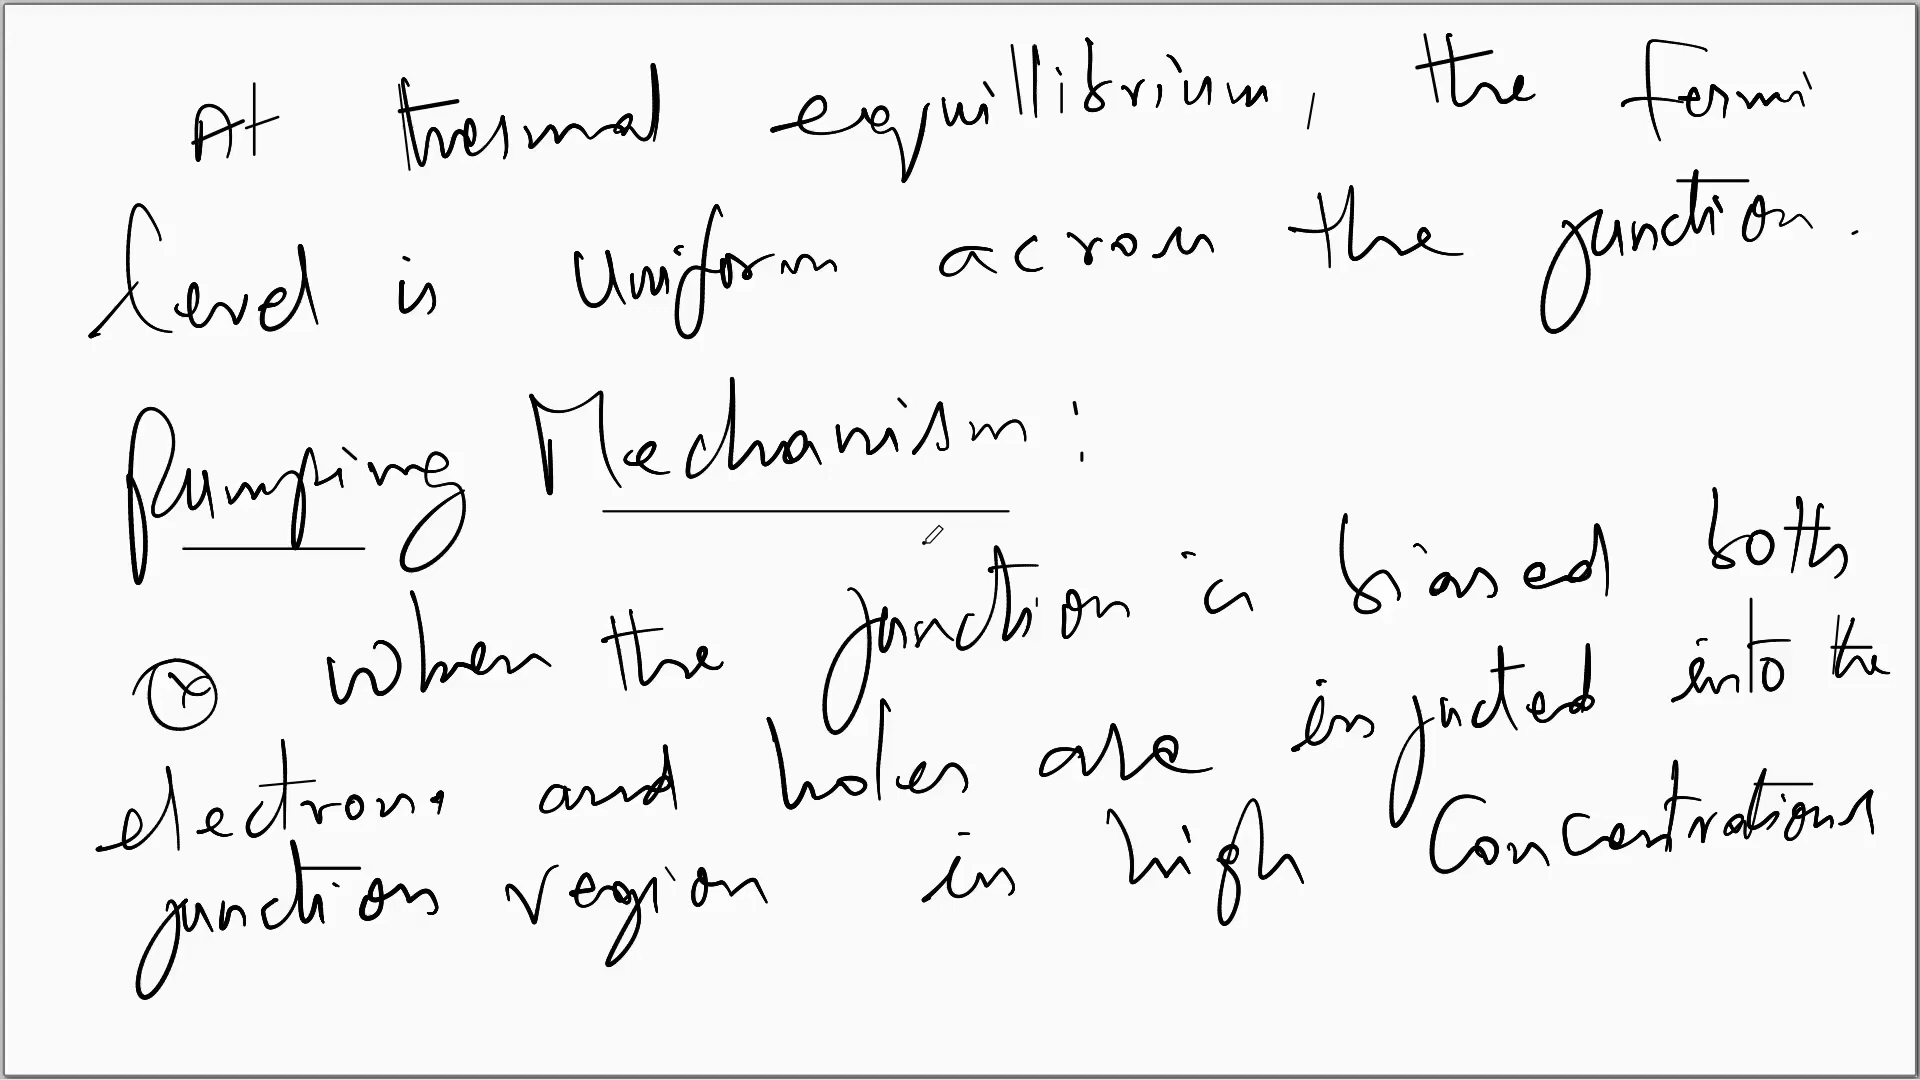 At thermal equillibrium, the Fermi
level is uniform across the junction.
Pumping Mechanism:
when the junction is biased both
electrons and holes are injected into the
junction region in high concentrations